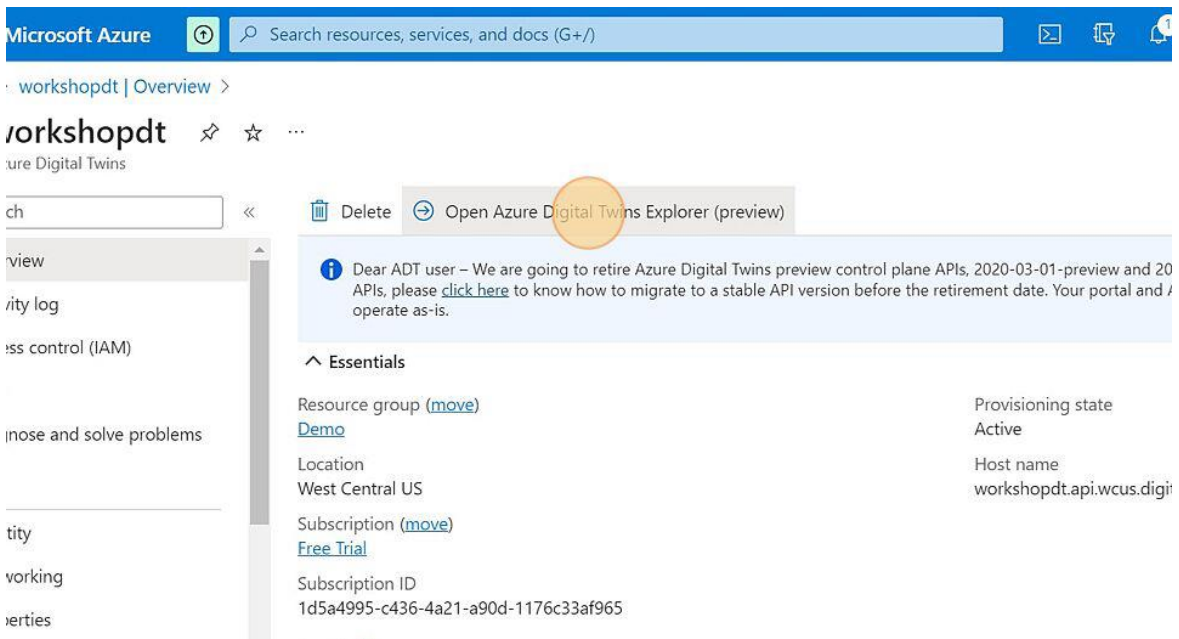 Microsoft Azure
Search resources, services, and docs (G+/)
1
workshopdt | Overview >
workshopdt
Azure Digital Twins
ch
Delete
Open Azure Digital Twins Explorer (preview)
rview
Dear ADT user – We are going to retire Azure Digital Twins preview control plane APIs, 2020-03-01-preview and 20
APIs, please click here to know how to migrate to a stable API version before the retirement date. Your portal and A
operate as-is.
vity log
ess control (IAM)
gnose and solve problems
tity
working
perties
Essentials
Resource group (move)
Demo
Location
West Central US
Subscription (move)
Free Trial
Subscription ID
1d5a4995-c436-4a21-a90d-1176c33af965
Provisioning state
Active
Host name
workshopdt.api.wcus.digit